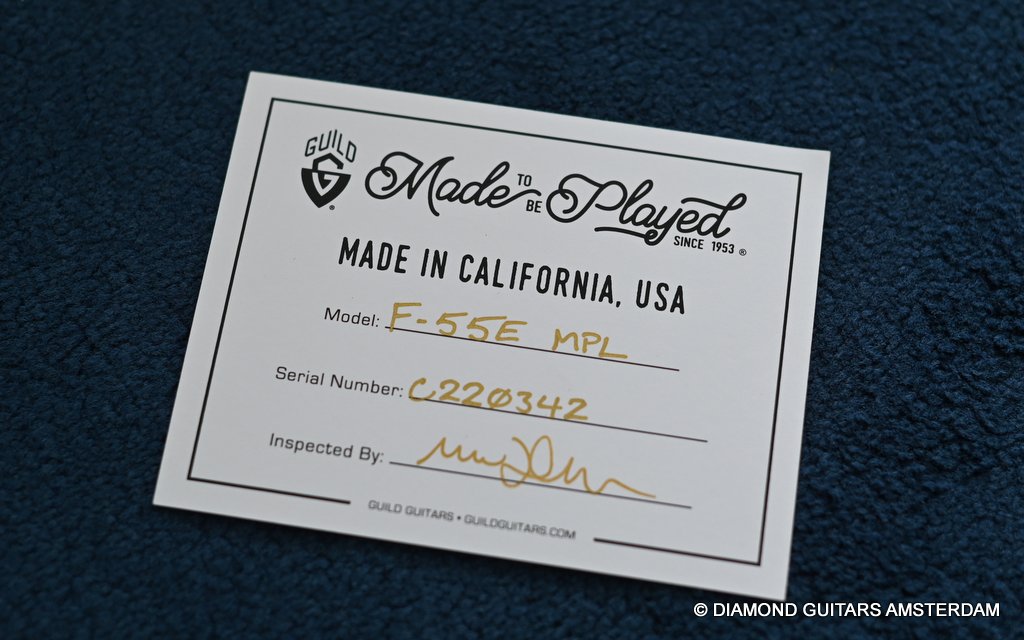 GUILD
G®
Made TO BE Played
SINCE 1953 ®
MADE IN CALIFORNIA, USA
Model: F-55E MPL
Serial Number: C220342
Inspected By:
GUILD GUITARS • GUILDGUITARS.COM
© DIAMOND GUITARS AMSTERDAM